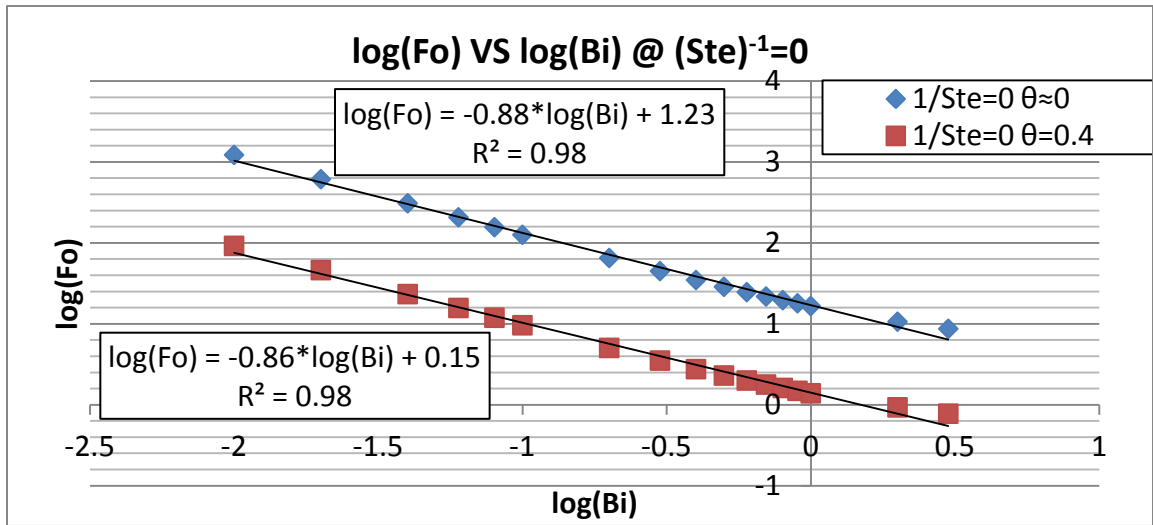 log(Fo) VS log(Bi) @ (Ste)⁻¹=0
log(Fo) = -0.88*log(Bi) + 1.23
R² = 0.98
1/Ste=0 θ≈0
1/Ste=0 θ=0.4
log(Fo) = -0.86*log(Bi) + 0.15
R² = 0.98
log(Fo)
4
3
2
1
0
-1
-2.5
-2
-1.5
-1
-0.5
0
0.5
1
log(Bi)